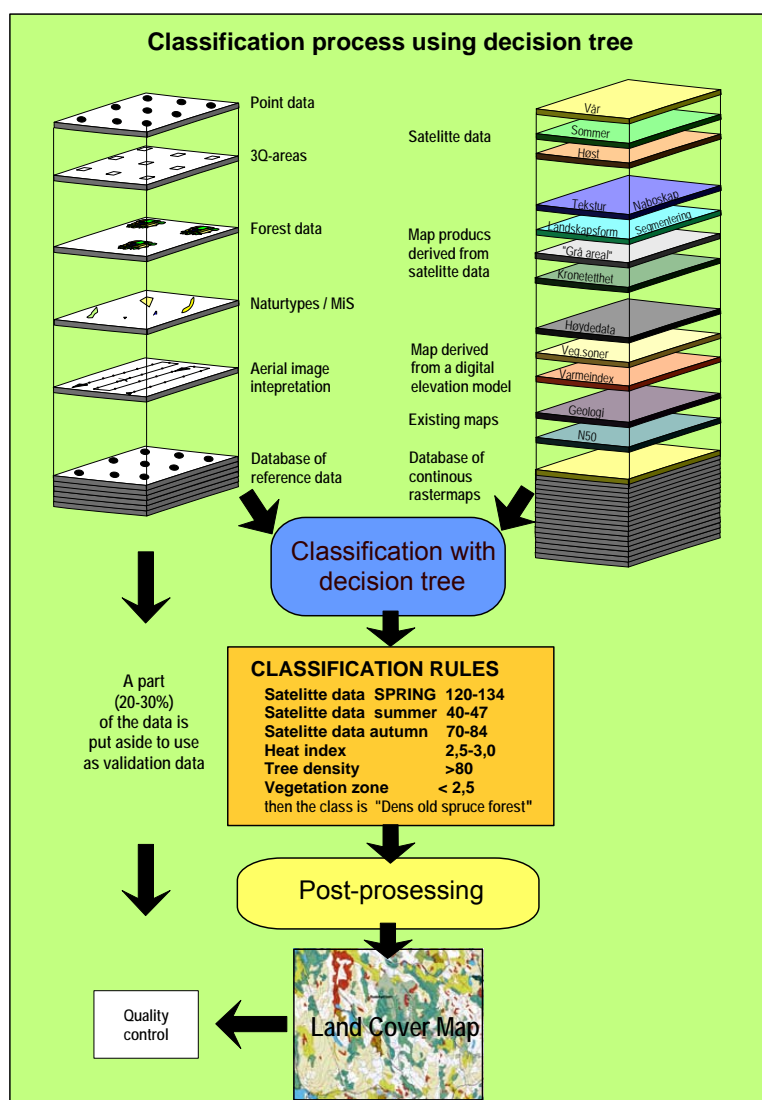 Classification process using decision tree
Point data
3Q-areas
Forest data
Naturtypes / MiS
Aerial image
intepretation
Database of
reference data
Satelitte data
Map producs
derived from
satelitte data
Map derived
from a digital
elevation model
Existing maps
Database of
continous
rastermaps
Vår
Sommer
Høst
Tekstur
Naboskap
Landskapsform
Segmentering
"Grå areal"
Kronetetthet
Høydedata
Veg.soner
Varmeindex
Geologi
N50
Classification with
decision tree
A part
(20-30%)
of the data is
put aside to use
as validation data
CLASSIFICATION RULES
Satelitte data SPRING 120-134
Satelitte data summer 40-47
Satelitte data autumn 70-84
Heat index 2,5-3,0
Tree density >80
Vegetation zone < 2,5
then the class is "Dens old spruce forest"
Post-prosessing
Land Cover Map
Quality
control